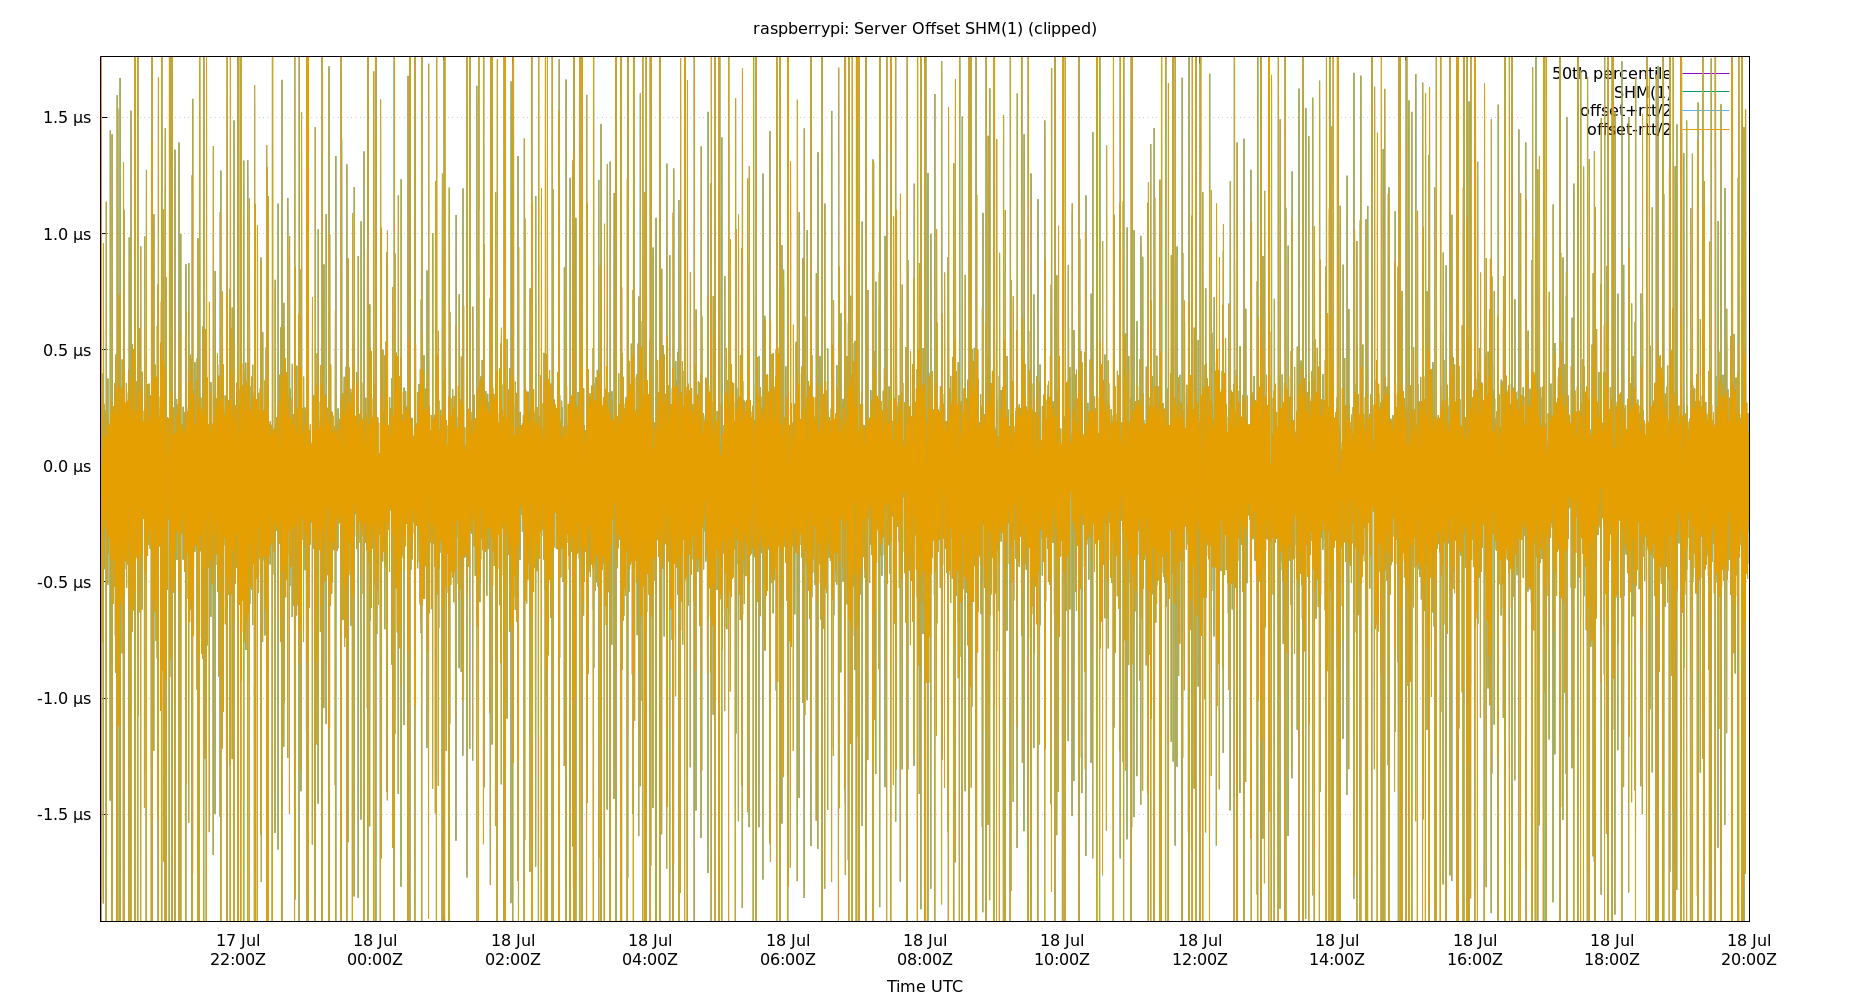 raspberrypi: Server Offset SHM(1) (clipped)
50th percentile
SHM(1)
offset+rtt/2
offset-rtt/2
1.5 µs
1.0 µs
0.5 µs
0.0 µs
-0.5 µs
-1.0 µs
-1.5 µs
17 Jul 18 Jul 18 Jul 18 Jul 18 Jul 18 Jul 18 Jul 18 Jul 18 Jul 18 Jul 18 Jul 18 Jul
22:00Z 00:00Z 02:00Z 04:00Z 06:00Z 08:00Z 10:00Z 12:00Z 14:00Z 16:00Z 18:00Z 20:00Z
Time UTC